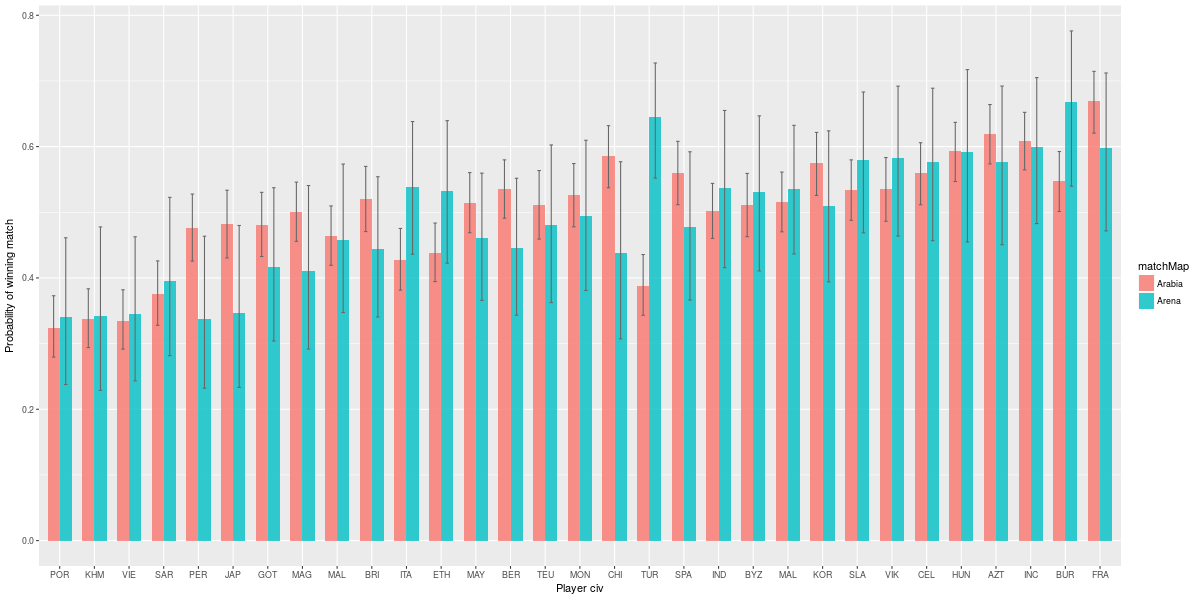 Probability of winning match
0.8
0.6
0.4
0.2
0.0
POR KHM VIE SAR PER JAP GOT MAG MAL BRI ITA ETH MAY BER TEU MON CHI TUR SPA IND BYZ MAL KOR SLA VIK CEL HUN AZT INC BUR FRA
Player civ
matchMap
Arabia
Arena